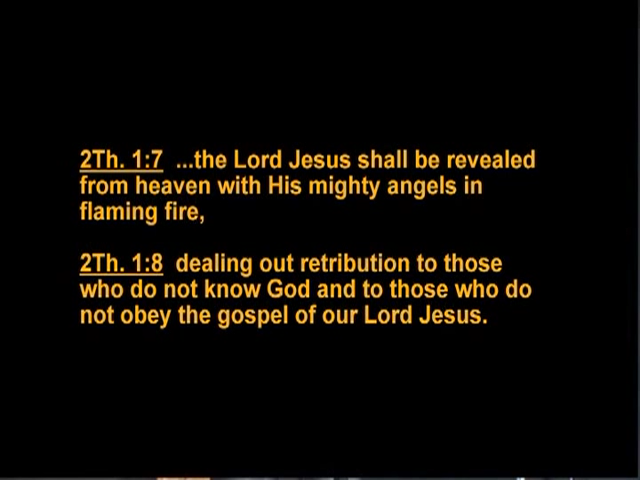 2Th. 1:7 ...the Lord Jesus shall be revealed
from heaven with His mighty angels in
flaming fire,
2Th. 1:8 dealing out retribution to those
who do not know God and to those who do
not obey the gospel of our Lord Jesus.